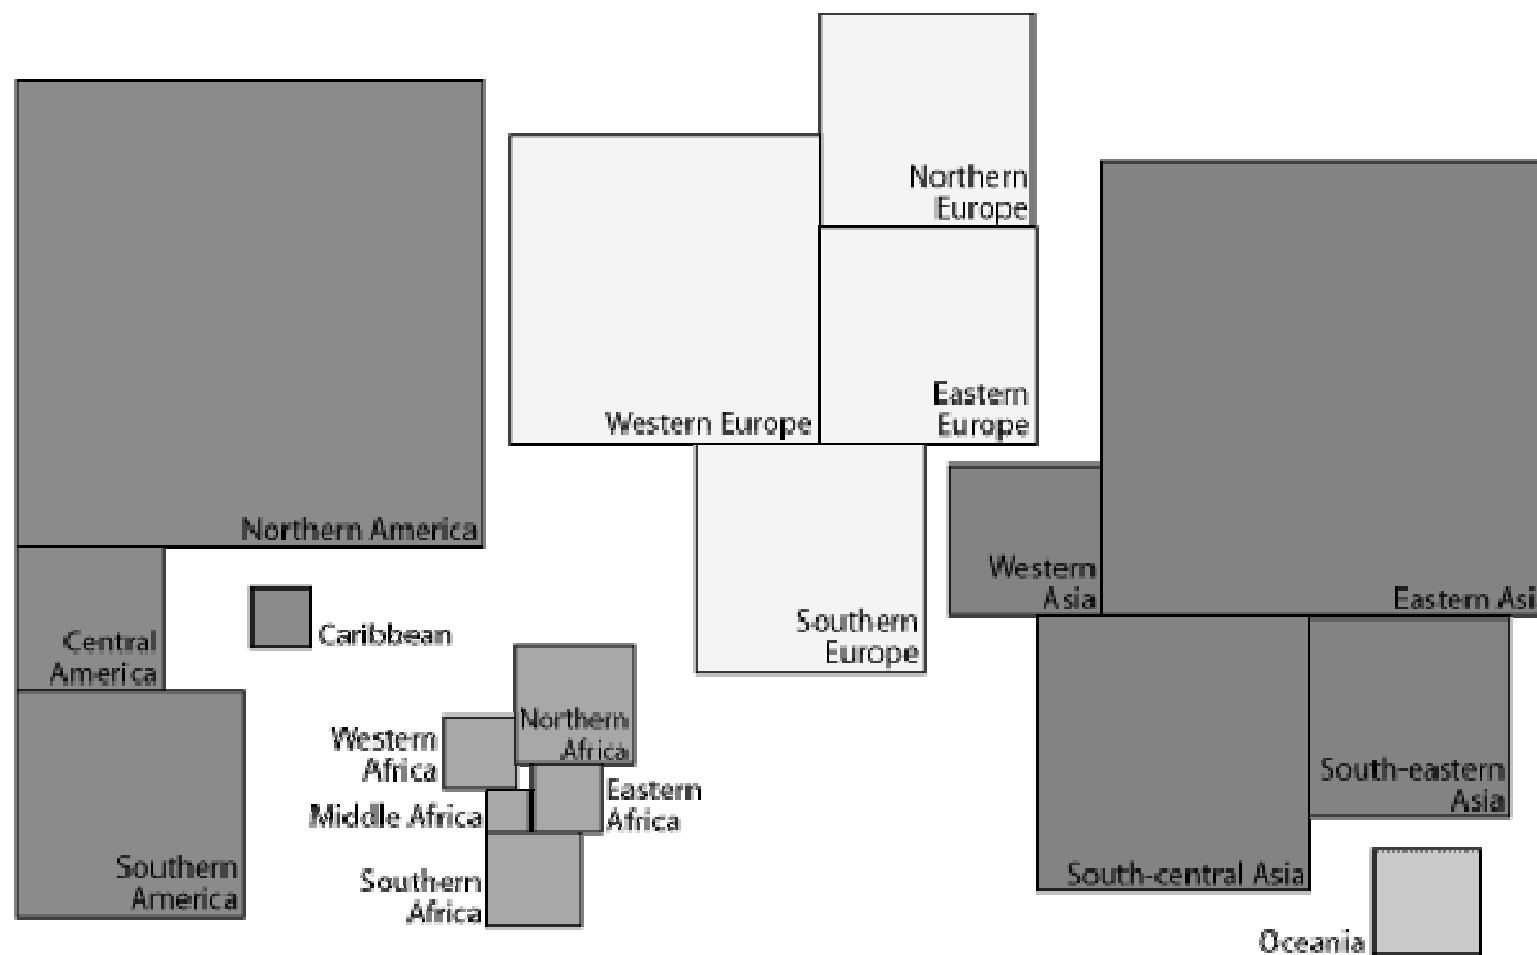 Northern
Europe
Western Europe
Eastern
Europe
Northern America
Western
Asia
Eastern Asi
Central
America
Caribbean
Southern
Europe
Northern
Africa
Western
Africa
Eastern
Africa
Middle Africa
South-eastern
Asia
Southern
America
Southern
Africa
South-central Asia
Oceania